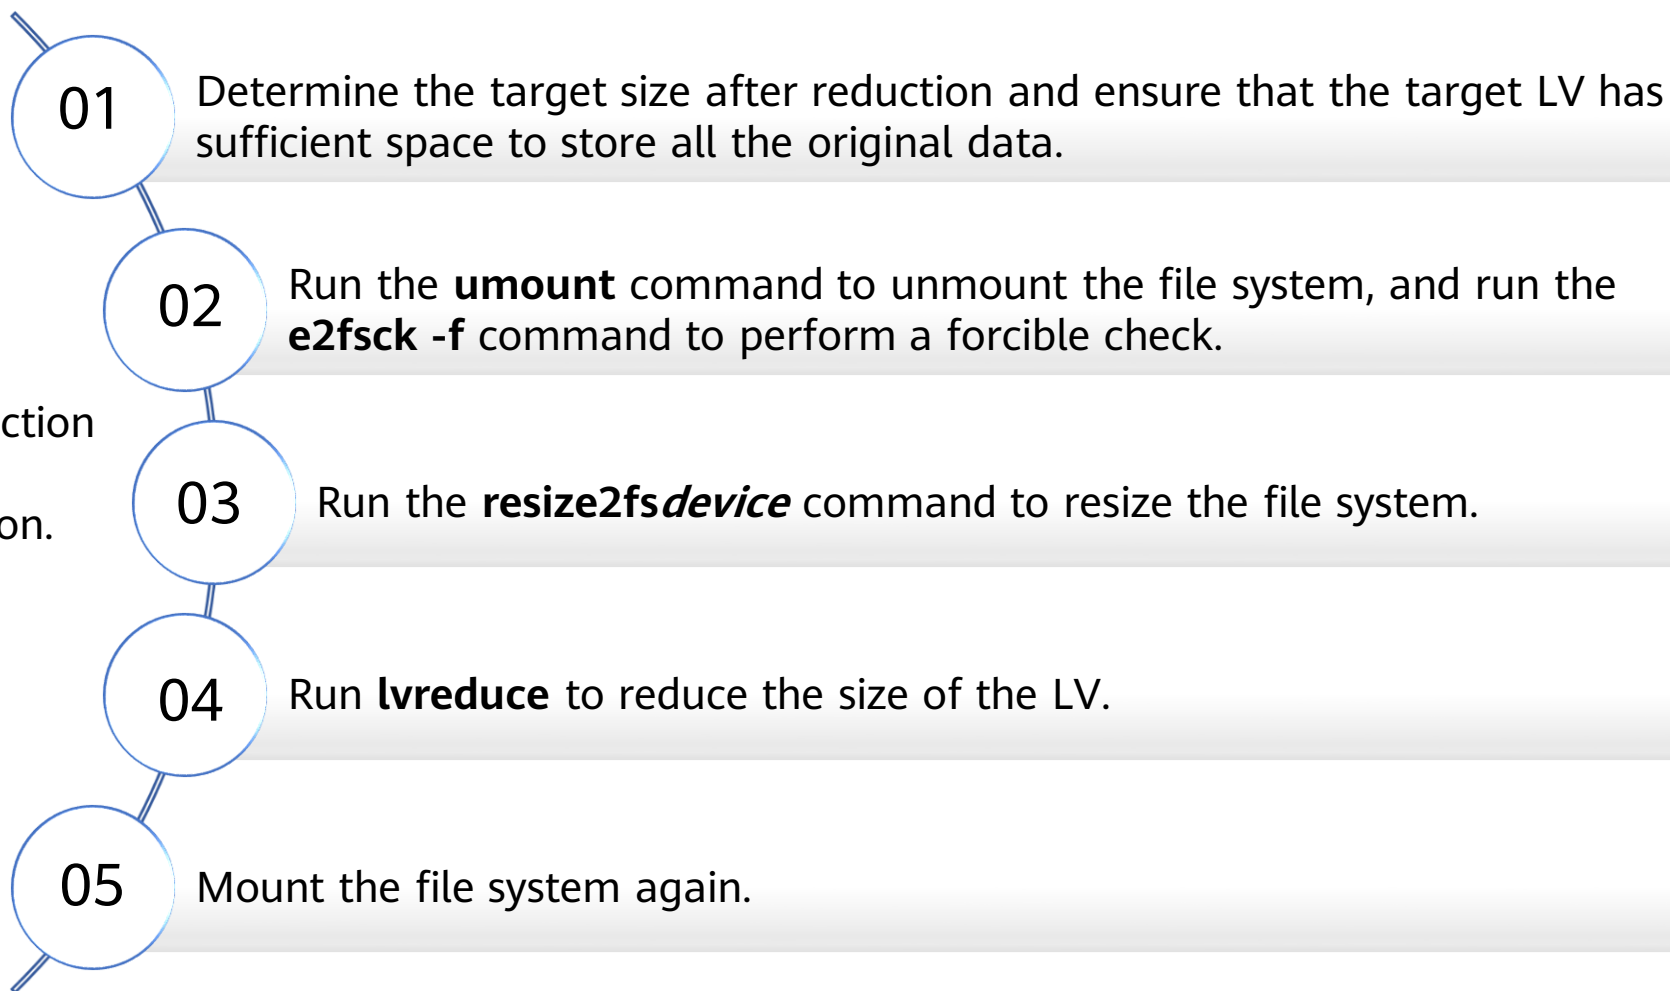 01
Determine the target size after reduction and ensure that the target LV has
sufficient space to store all the original data.
02
Run the umount command to unmount the file system, and run the
e2fsck -f command to perform a forcible check.
ction
on.
03
Run the resize2fsdevice command to resize the file system.
04
Run lvreduce to reduce the size of the LV.
05
Mount the file system again.